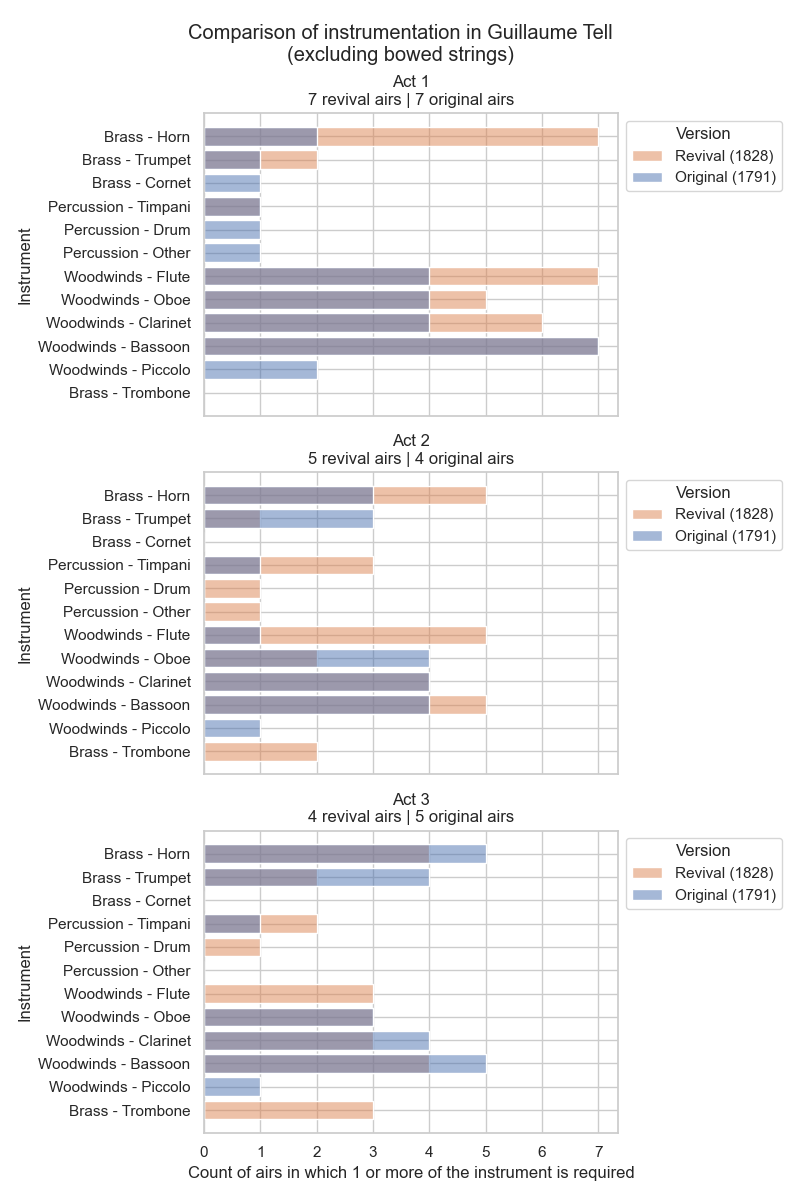 Comparison of instrumentation in Guillaume Tell
(excluding bowed strings)
Act 1
7 revival airs | 7 original airs
Instrument
Brass - Horn
Brass - Trumpet
Brass - Cornet
Percussion - Timpani
Percussion - Drum
Percussion - Other
Woodwinds - Flute
Woodwinds - Oboe
Woodwinds - Clarinet
Woodwinds - Bassoon
Woodwinds - Piccolo
Brass - Trombone
Version
Revival (1828)
Original (1791)
Act 2
5 revival airs | 4 original airs
Instrument
Brass - Horn
Brass - Trumpet
Brass - Cornet
Percussion - Timpani
Percussion - Drum
Percussion - Other
Woodwinds - Flute
Woodwinds - Oboe
Woodwinds - Clarinet
Woodwinds - Bassoon
Woodwinds - Piccolo
Brass - Trombone
Version
Revival (1828)
Original (1791)
Act 3
4 revival airs | 5 original airs
Instrument
Brass - Horn
Brass - Trumpet
Brass - Cornet
Percussion - Timpani
Percussion - Drum
Percussion - Other
Woodwinds - Flute
Woodwinds - Oboe
Woodwinds - Clarinet
Woodwinds - Bassoon
Woodwinds - Piccolo
Brass - Trombone
Version
Revival (1828)
Original (1791)
0 1 2 3 4 5 6 7
Count of airs in which 1 or more of the instrument is required